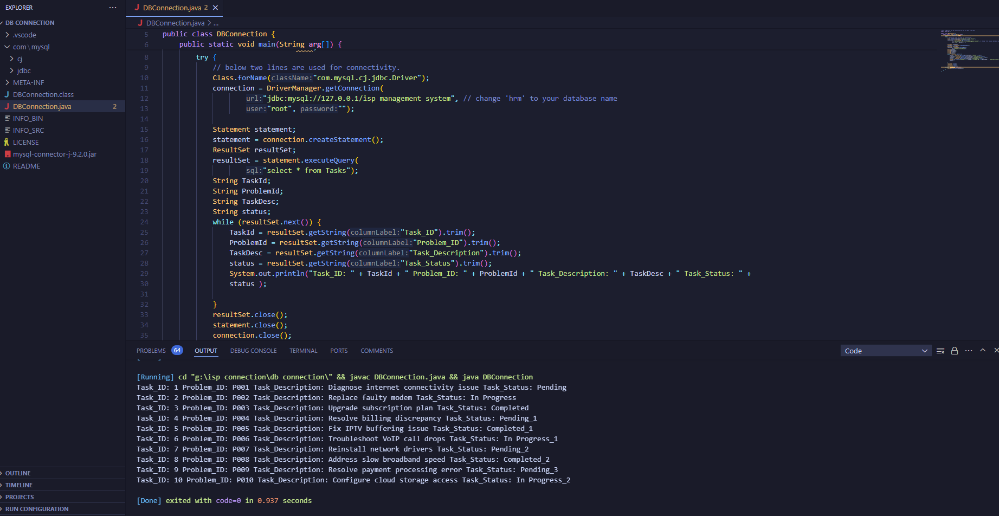 EXPLORER
···
DB CONNECTION
.vscode
com \ mysql
cj
jdbc
META-INF
DBConnection.class
DBConnection.java 2
INFO_BIN
INFO_SRC
LICENSE
mysql-connector-j-9.2.0.jar
README
OUTLINE
TIMELINE
PROJECTS
RUN CONFIGURATION
DBConnection.java 2 ×
DBConnection.java > ...
5 public class DBConnection {
6 public static void main(String arg[]) {
8 try {
9 // below two lines are used for connectivity.
10 Class.forName(className:"com.mysql.cj.jdbc.Driver");
11 connection = DriverManager.getConnection(
12 url:"jdbc:mysql://127.0.0.1/isp management system", // change 'hrm' to your database name
13 user:"root", password:"");
14
15 Statement statement;
16 statement = connection.createStatement();
17 ResultSet resultSet;
18 resultSet = statement.executeQuery(
19 sql:"select * from Tasks");
20 String TaskId;
21 String ProblemId;
22 String TaskDesc;
23 String status;
24 while (resultSet.next()) {
25 TaskId = resultSet.getString(columnLabel:"Task_ID").trim();
26 ProblemId = resultSet.getString(columnLabel:"Problem_ID").trim();
27 TaskDesc = resultSet.getString(columnLabel:"Task_Description").trim();
28 status = resultSet.getString(columnLabel:"Task_Status").trim();
29 System.out.println("Task_ID: " + TaskId + " Problem_ID: " + ProblemId + " Task_Description: " + TaskDesc + " Task_Status: " +
30 status );
31
32 }
33 resultSet.close();
34 statement.close();
35 connection.close();
PROBLEMS 64 OUTPUT DEBUG CONSOLE TERMINAL PORTS COMMENTS Code
[Running] cd "g:\isp connection\db connection\" && javac DBConnection.java && java DBConnection
Task_ID: 1 Problem_ID: P001 Task_Description: Diagnose internet connectivity issue Task_Status: Pending
Task_ID: 2 Problem_ID: P002 Task_Description: Replace faulty modem Task_Status: In Progress
Task_ID: 3 Problem_ID: P003 Task_Description: Upgrade subscription plan Task_Status: Completed
Task_ID: 4 Problem_ID: P004 Task_Description: Resolve billing discrepancy Task_Status: Pending_1
Task_ID: 5 Problem_ID: P005 Task_Description: Fix IPTV buffering issue Task_Status: Completed_1
Task_ID: 6 Problem_ID: P006 Task_Description: Troubleshoot VoIP call drops Task_Status: In Progress_1
Task_ID: 7 Problem_ID: P007 Task_Description: Reinstall network drivers Task_Status: Pending_2
Task_ID: 8 Problem_ID: P008 Task_Description: Address slow broadband speed Task_Status: Completed_2
Task_ID: 9 Problem_ID: P009 Task_Description: Resolve payment processing error Task_Status: Pending_3
Task_ID: 10 Problem_ID: P010 Task_Description: Configure cloud storage access Task_Status: In Progress_2
[Done] exited with code=0 in 0.937 seconds